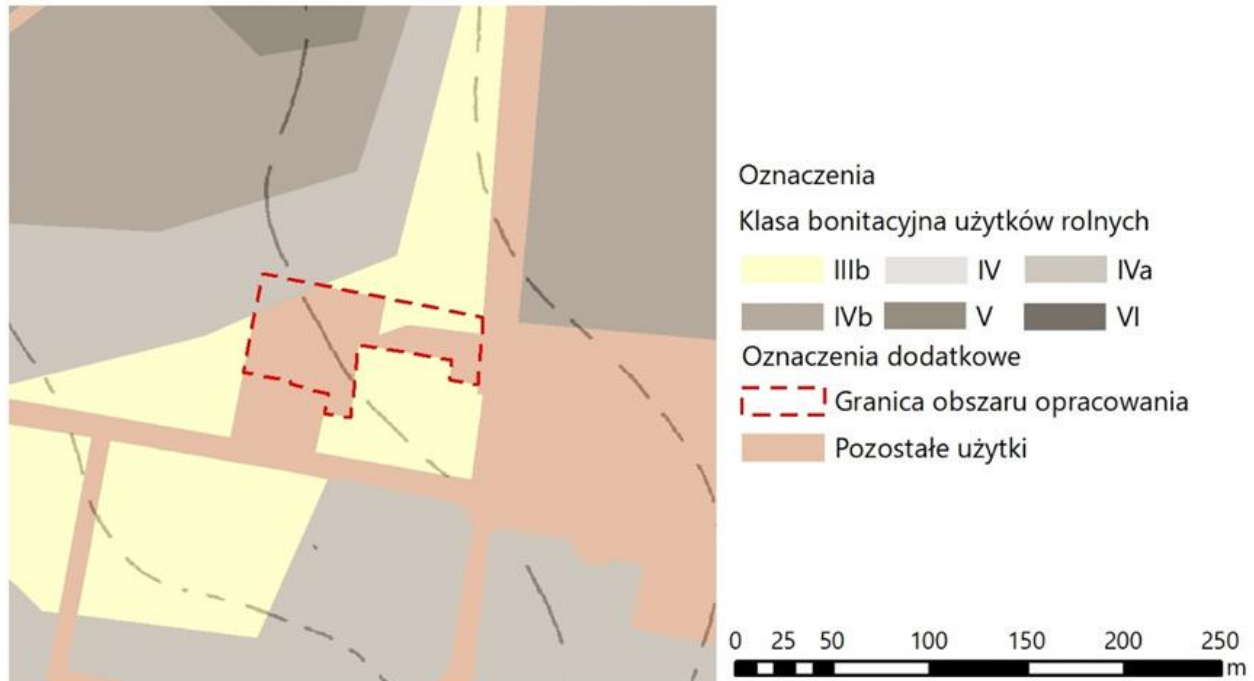 Oznaczenia
Klasa bonitacyjna użytków rolnych
IIIb IV IVa
IVb V VI
Oznaczenia dodatkowe
Granica obszaru opracowania
Pozostałe użytki
0 25 50 100 150 200 250
m